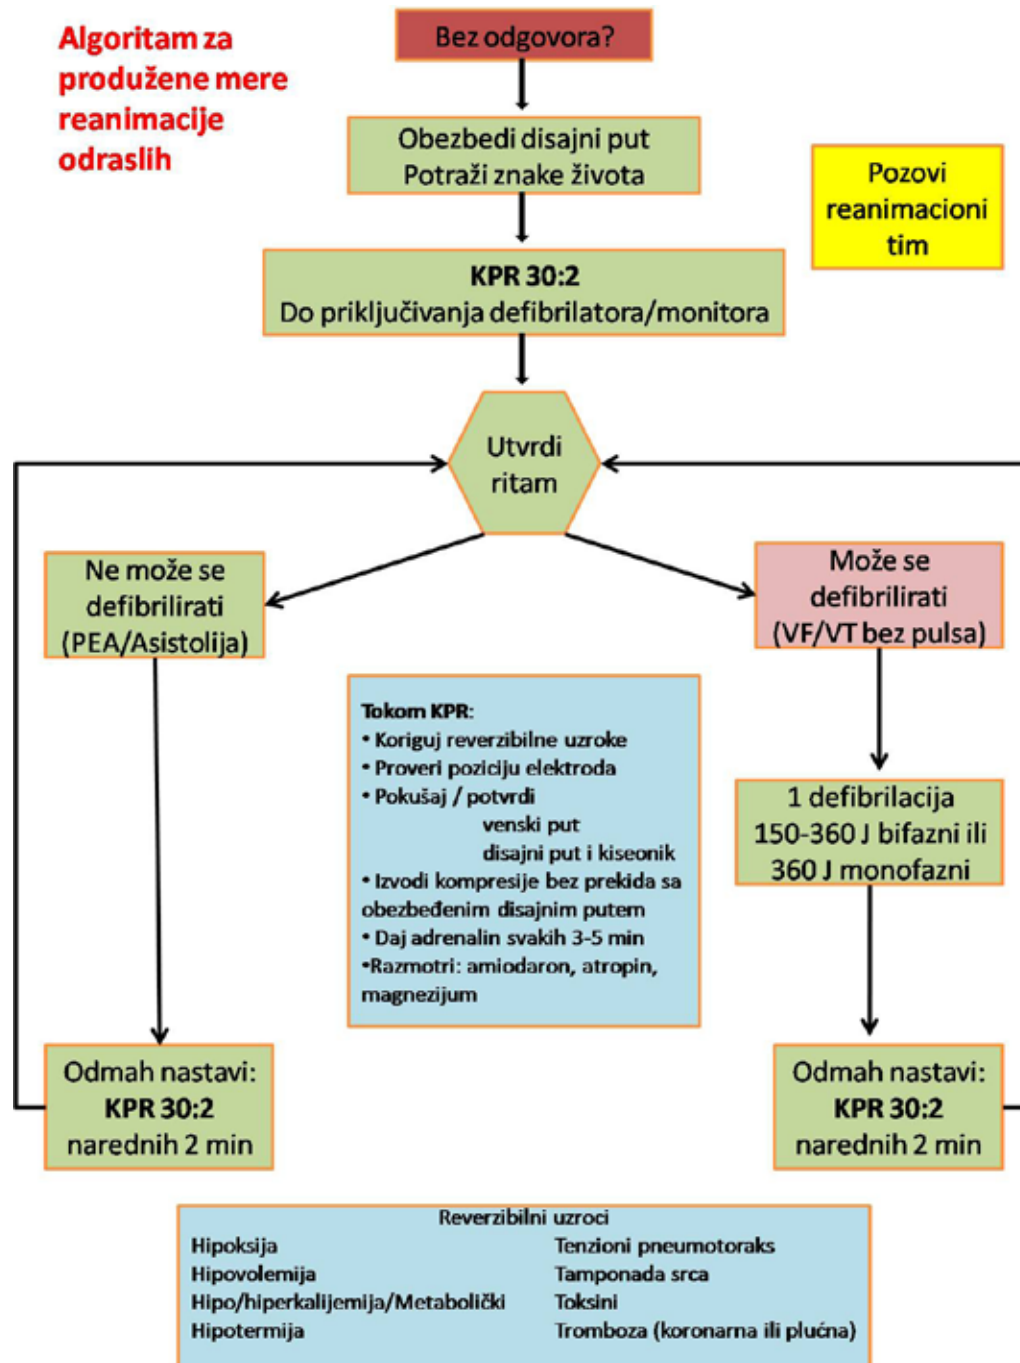 Algoritam za
produžene mere
reanimacije
odraslih
Bez odgovora?
Obezbedi disajni put
Potraži znake života
Pozovi
reanimacioni
tim
KPR 30:2
Do priključivanja defibrilatora/monitora
Utvrdi
ritam
Ne može se
defibrilirati
(PEA/Asistolija)
Može se
defibrilirati
(VF/VT bez pulsa)
Tokom KPR:
• Koriguj reverzibilne uzroke
• Proveri poziciju elektroda
• Pokušaj / potvrdi
venski put
disajni put i kiseonik
• Izvodi kompresije bez prekida sa
obezbeđenim disajnim putem
• Daj adrenalin svakih 3-5 min
•Razmotri: amiodaron, atropin,
magnezijum
1 defibrilacija
150-360 J bifazni ili
360 J monofazni
Odmah nastavi:
KPR 30:2
narednih 2 min
Odmah nastavi:
KPR 30:2
narednih 2 min
Reverzibilni uzroci
Hipoksija
Hipovolemija
Hipo/hiperkalijemija/Metabolički
Hipotermija
Tenzioni pneumotoraks
Tamponada srca
Toksini
Tromboza (koronarna ili plućna)